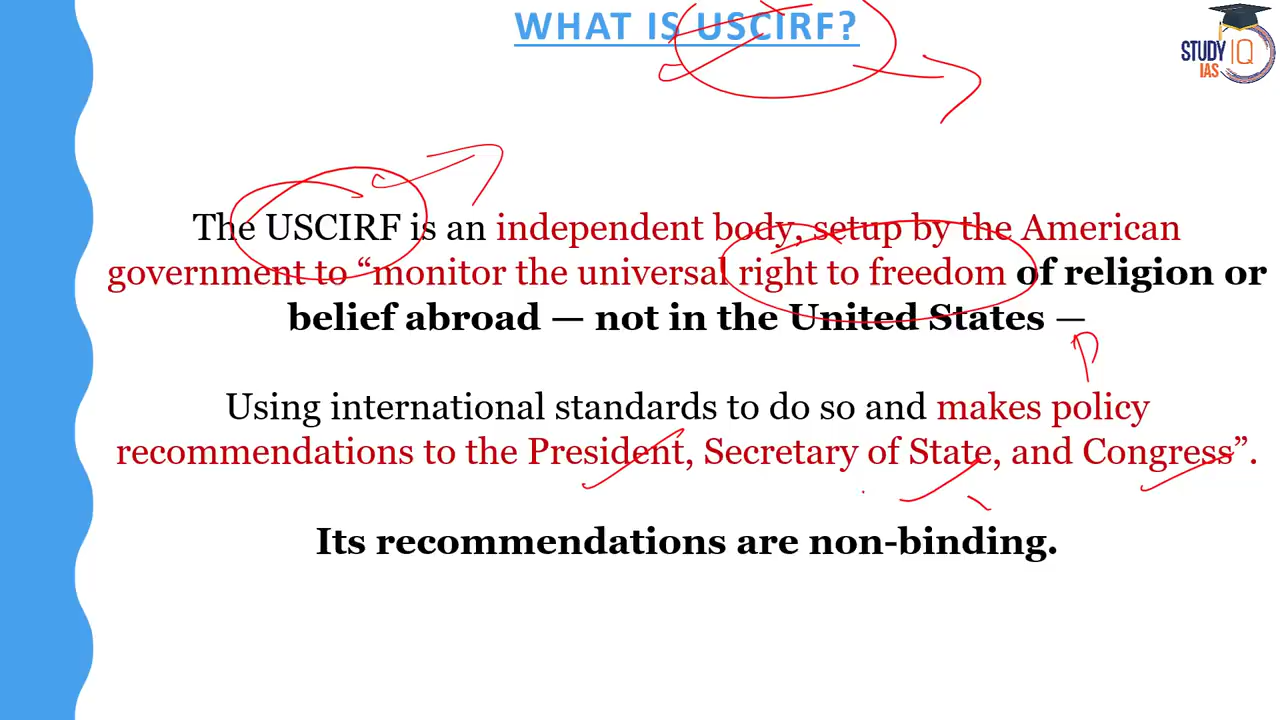 WHAT IS USCIRF?
STUDY IQ
IAS
The USCIRF is an independent body, setup by the American
government to “monitor the universal right to freedom of religion or
belief abroad — not in the United States —
P
Using international standards to do so and makes policy
recommendations to the President, Secretary of State, and Congress”.
Its recommendations are non-binding.